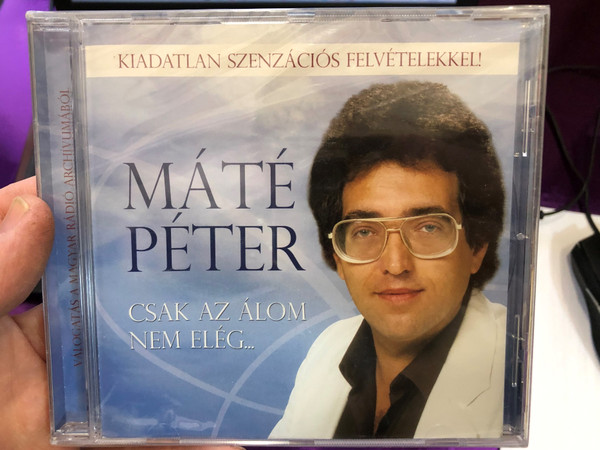 KIADATLAN SZENZÁCIÓS FELVÉTELEKKEL!
MÁTÉ
PÉTER
CSAK AZ ÁLOM
NEM ELÉG...
VÁLOGATÁS A MAGYAR RÁDIÓ ARCHÍVUMÁBÓL